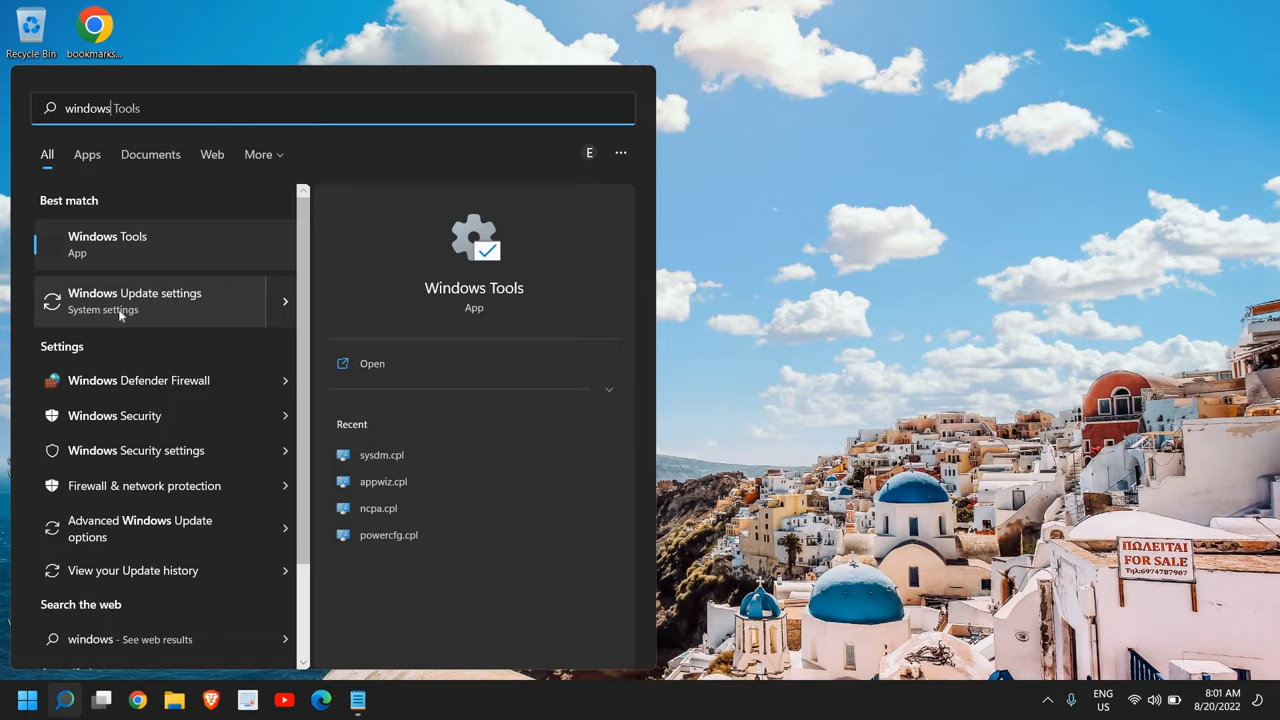 Recycle Bin
bookmarks...
windows Tools
All
Apps
Documents
Web
More
E
Best match
Windows Tools
App
Windows Update settings
System settings
Settings
Windows Defender Firewall
Windows Security
Windows Security settings
Firewall & network protection
Advanced Windows Update
options
View your Update history
Search the web
windows - See web results
Windows Tools
App
Open
Recent
sysdm.cpl
appwiz.cpl
ncpa.cpl
powercfg.cpl
ΠΩΛΕΙΤΑΙ
FOR SALE
Τηλ:6974787907
ENG
US
8:01 AM
8/20/2022